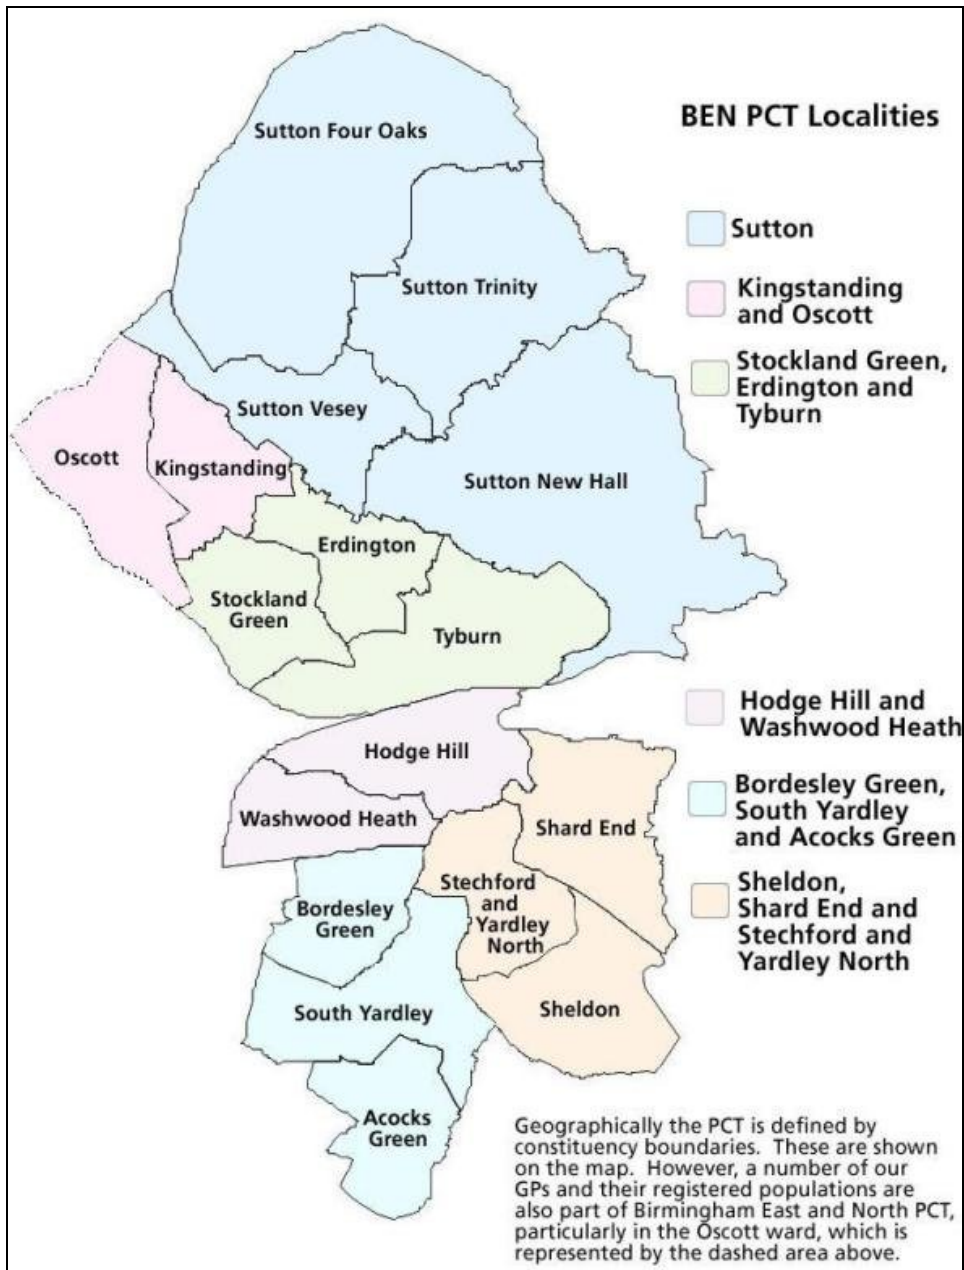 BEN PCT Localities
Sutton
Kingstanding
and Oscott
Stockland Green,
Erdington and
Tyburn
Sutton Four Oaks
Sutton Trinity
Sutton Vesey
Oscott
Kingstanding
Sutton New Hall
Erdington
Stockland
Green
Tyburn
Hodge Hill and
Washwood Heath
Bordesley Green,
South Yardley
and Acocks Green
Sheldon,
Shard End and
Stechford and
Yardley North
Hodge Hill
Washwood Heath
Shard End
Stechford
and
Yardley
North
Bordesley
Green
South Yardley
Sheldon
Acocks
Green
Geographically the PCT is defined by
constituency boundaries.  These are shown
on the map.  However, a number of our
GPs and their registered populations are
also part of Birmingham East and North PCT,
particularly in the Oscott ward, which is
represented by the dashed area above.